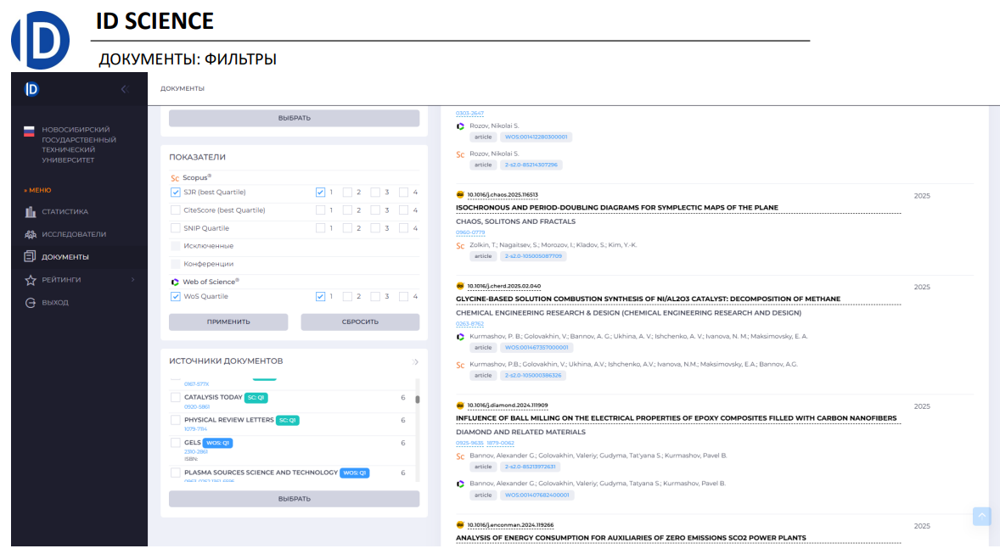 ID SCIENCE
ДОКУМЕНТЫ: ФИЛЬТРЫ
ID
ДОКУМЕНТЫ
НОВОСИБИРСКИЙ
ГОСУДАРСТВЕННЫЙ
ТЕХНИЧЕСКИЙ
УНИВЕРСИТЕТ
» МЕНЮ
СТАТИСТИКА
ИССЛЕДОВАТЕЛИ
ДОКУМЕНТЫ
РЕЙТИНГИ
ВЫХОД
ВЫБРАТЬ
ПОКАЗАТЕЛИ
Sc Scopus®
SJR (best Quartile) 1 2 3 4
CiteScore (best Quartile) 1 2 3 4
SNIP Quartile 1 2 3 4
Исключенные
Конференции
Web of Science®
WoS Quartile 1 2 3 4
ПРИМЕНИТЬ СБРОСИТЬ
ИСТОЧНИКИ ДОКУМЕНТОВ
0167-577X
CATALYSIS TODAY SC: Q1 6
0920-5861
PHYSICAL REVIEW LETTERS SC: Q1 6
1079-7114
GELS WOS: Q1 6
2310-2861
ISBN:
PLASMA SOURCES SCIENCE AND TECHNOLOGY WOS: Q1 6
0963-0252 1361-6595
ВЫБРАТЬ
0303-2647
Rozov, Nikolai S.
article WOS:001412280300001
Sc Rozov, Nikolai S.
article 2-s2.0-85214307296
doi 10.1016/j.chaos.2025.116513 2025
ISOCHRONOUS AND PERIOD-DOUBLING DIAGRAMS FOR SYMPLECTIC MAPS OF THE PLANE
CHAOS, SOLITONS AND FRACTALS
0960-0779
Sc Zolkin, T.; Nagaitsev, S.; Morozov, I.; Kladov, S.; Kim, Y.-K.
article 2-s2.0-105005087709
doi 10.1016/j.cherd.2025.02.040 2025
GLYCINE-BASED SOLUTION COMBUSTION SYNTHESIS OF NI/AL2O3 CATALYST: DECOMPOSITION OF METHANE
CHEMICAL ENGINEERING RESEARCH & DESIGN (CHEMICAL ENGINEERING RESEARCH AND DESIGN)
0263-8762
Kurmashov, P. B.; Golovakhin, V.; Bannov, A. G.; Ukhina, A. V.; Ishchenko, A. V.; Ivanova, N. M.; Maksimovsky, E. A.
article WOS:001467357000001
Sc Kurmashov, P.B.; Golovakhin, V.; Ukhina, A.V.; Ishchenko, A.V.; Ivanova, N.M.; Maksimovsky, E.A.; Bannov, A.G.
article 2-s2.0-105000386326
doi 10.1016/j.diamond.2024.111909 2025
INFLUENCE OF BALL MILLING ON THE ELECTRICAL PROPERTIES OF EPOXY COMPOSITES FILLED WITH CARBON NANOFIBERS
DIAMOND AND RELATED MATERIALS
0925-9635 1879-0062
Sc Bannov, Alexander G.; Golovakhin, Valeriy; Gudyma, Tat'yana S.; Kurmashov, Pavel B.
article 2-s2.0-85213972631
Bannov, Alexander G.; Golovakhin, Valeriy; Gudyma, Tatyana S.; Kurmashov, Pavel B.
article WOS:001407682400001
doi 10.1016/j.enconman.2024.119266 2025
ANALYSIS OF ENERGY CONSUMPTION FOR AUXILIARIES OF ZERO EMISSIONS SCO2 POWER PLANTS